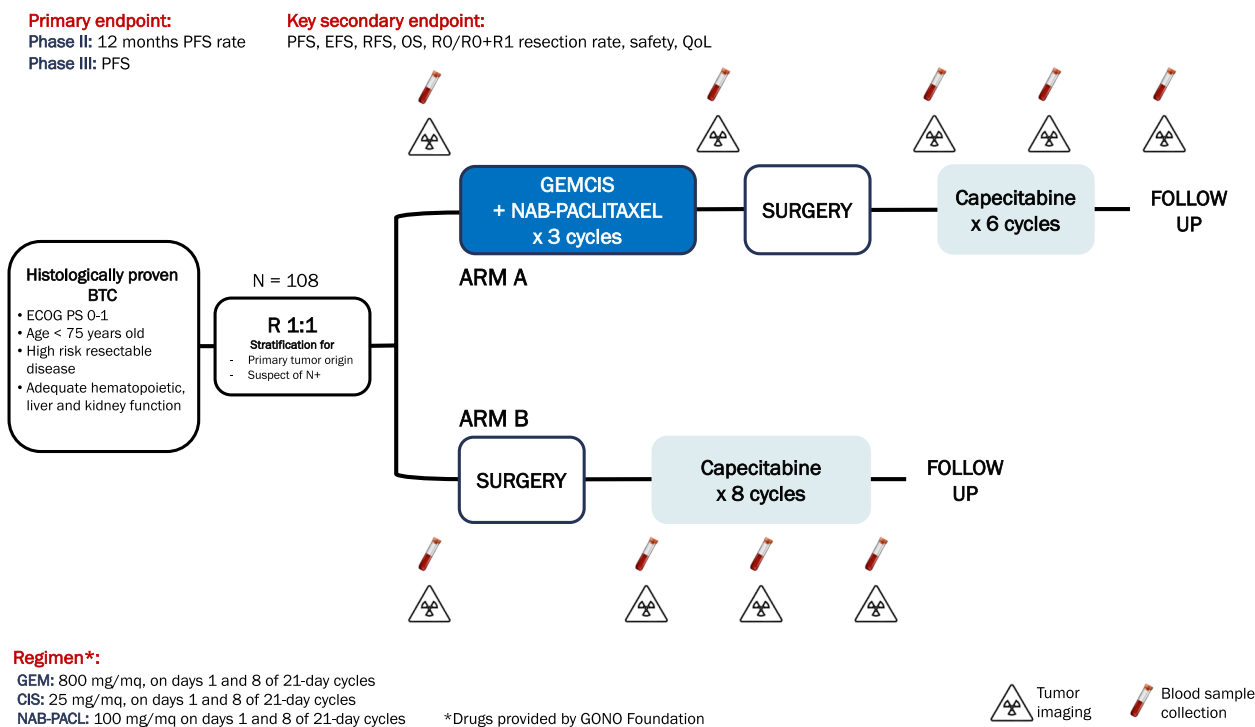 Primary endpoint:
Phase II: 12 months PFS rate
Phase III: PFS
Key secondary endpoint:
PFS, EFS, RFS, OS, R0/R0+R1 resection rate, safety, QoL
Histologically proven
BTC
• ECOG PS 0-1
• Age < 75 years old
• High risk resectable
disease
• Adequate hematopoietic,
liver and kidney function
N = 108
R 1:1
Stratification for
- Primary tumor origin
- Suspect of N+
GEMCIS
+ NAB-PACLITAXEL
x 3 cycles
ARM A
SURGERY
Capecitabine
x 6 cycles
FOLLOW
UP
ARM B
SURGERY
Capecitabine
x 8 cycles
FOLLOW
UP
Regimen*:
GEM: 800 mg/mq, on days 1 and 8 of 21-day cycles
CIS: 25 mg/mq, on days 1 and 8 of 21-day cycles
NAB-PACL: 100 mg/mq on days 1 and 8 of 21-day cycles
*Drugs provided by GONO Foundation
Tumor
imaging
Blood sample
collection